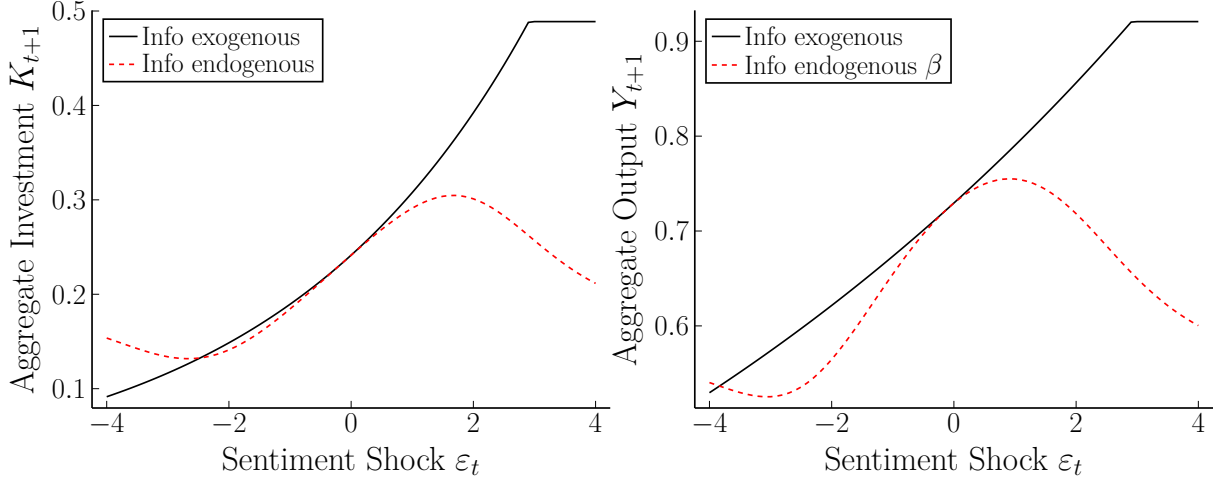 Aggregate Investment K_{t+1}
0.5
0.4
0.3
0.2
0.1
Info exogenous
Info endogenous
−4
−2
0
2
4
Sentiment Shock ε_t
Aggregate Output Y_{t+1}
0.9
0.8
0.7
0.6
Info exogenous
Info endogenous β
−4
−2
0
2
4
Sentiment Shock ε_t